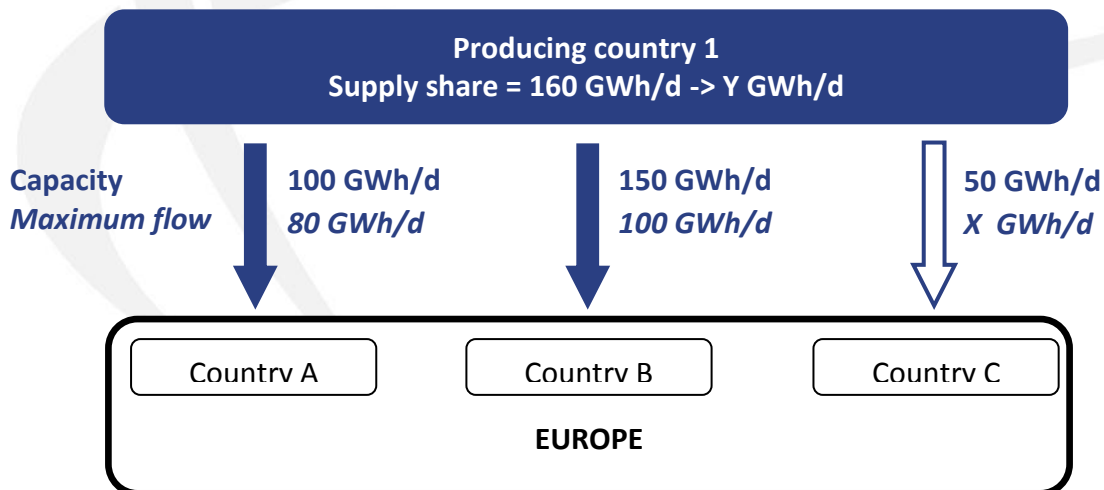 Producing country 1
Supply share = 160 GWh/d -> Y GWh/d
Capacity
Maximum flow
100 GWh/d
80 GWh/d
150 GWh/d
100 GWh/d
50 GWh/d
X GWh/d
Country A
Country B
Country C
EUROPE